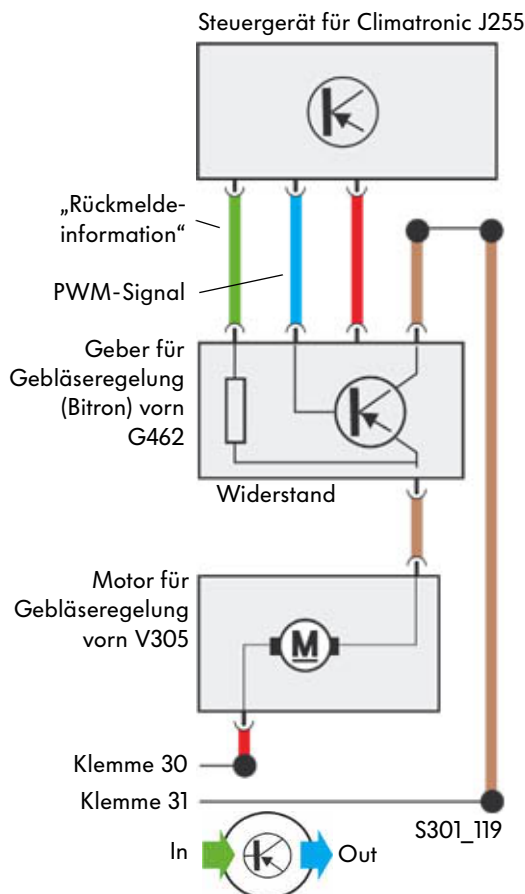 Steuergerät für Climatronic J255
„Rückmelde-
information“
PWM-Signal
Geber für
Gebläseregelung
(Bitron) vorn
G462
Widerstand
Motor für
Gebläseregelung
vorn V305
M
Klemme 30
Klemme 31
S301_119
In
Out